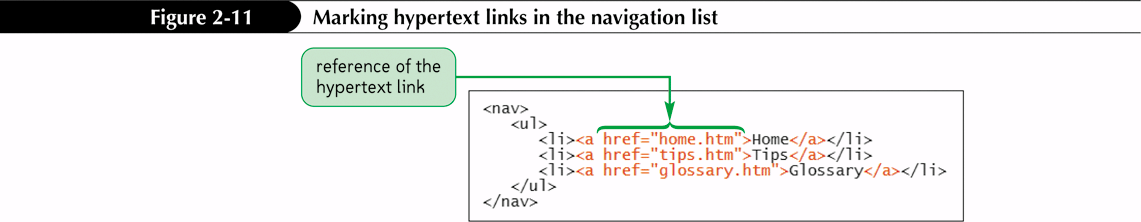 Figure 2-11 Marking hypertext links in the navigation list
reference of the
hypertext link
<nav>
<ul>
<li><a href="home.htm">Home</a></li>
<li><a href="tips.htm">Tips</a></li>
<li><a href="glossary.htm">Glossary</a></li>
</ul>
</nav>